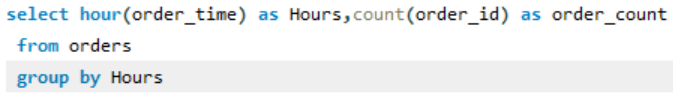 select hour(order_time) as Hours,count(order_id) as order_count
from orders
group by Hours